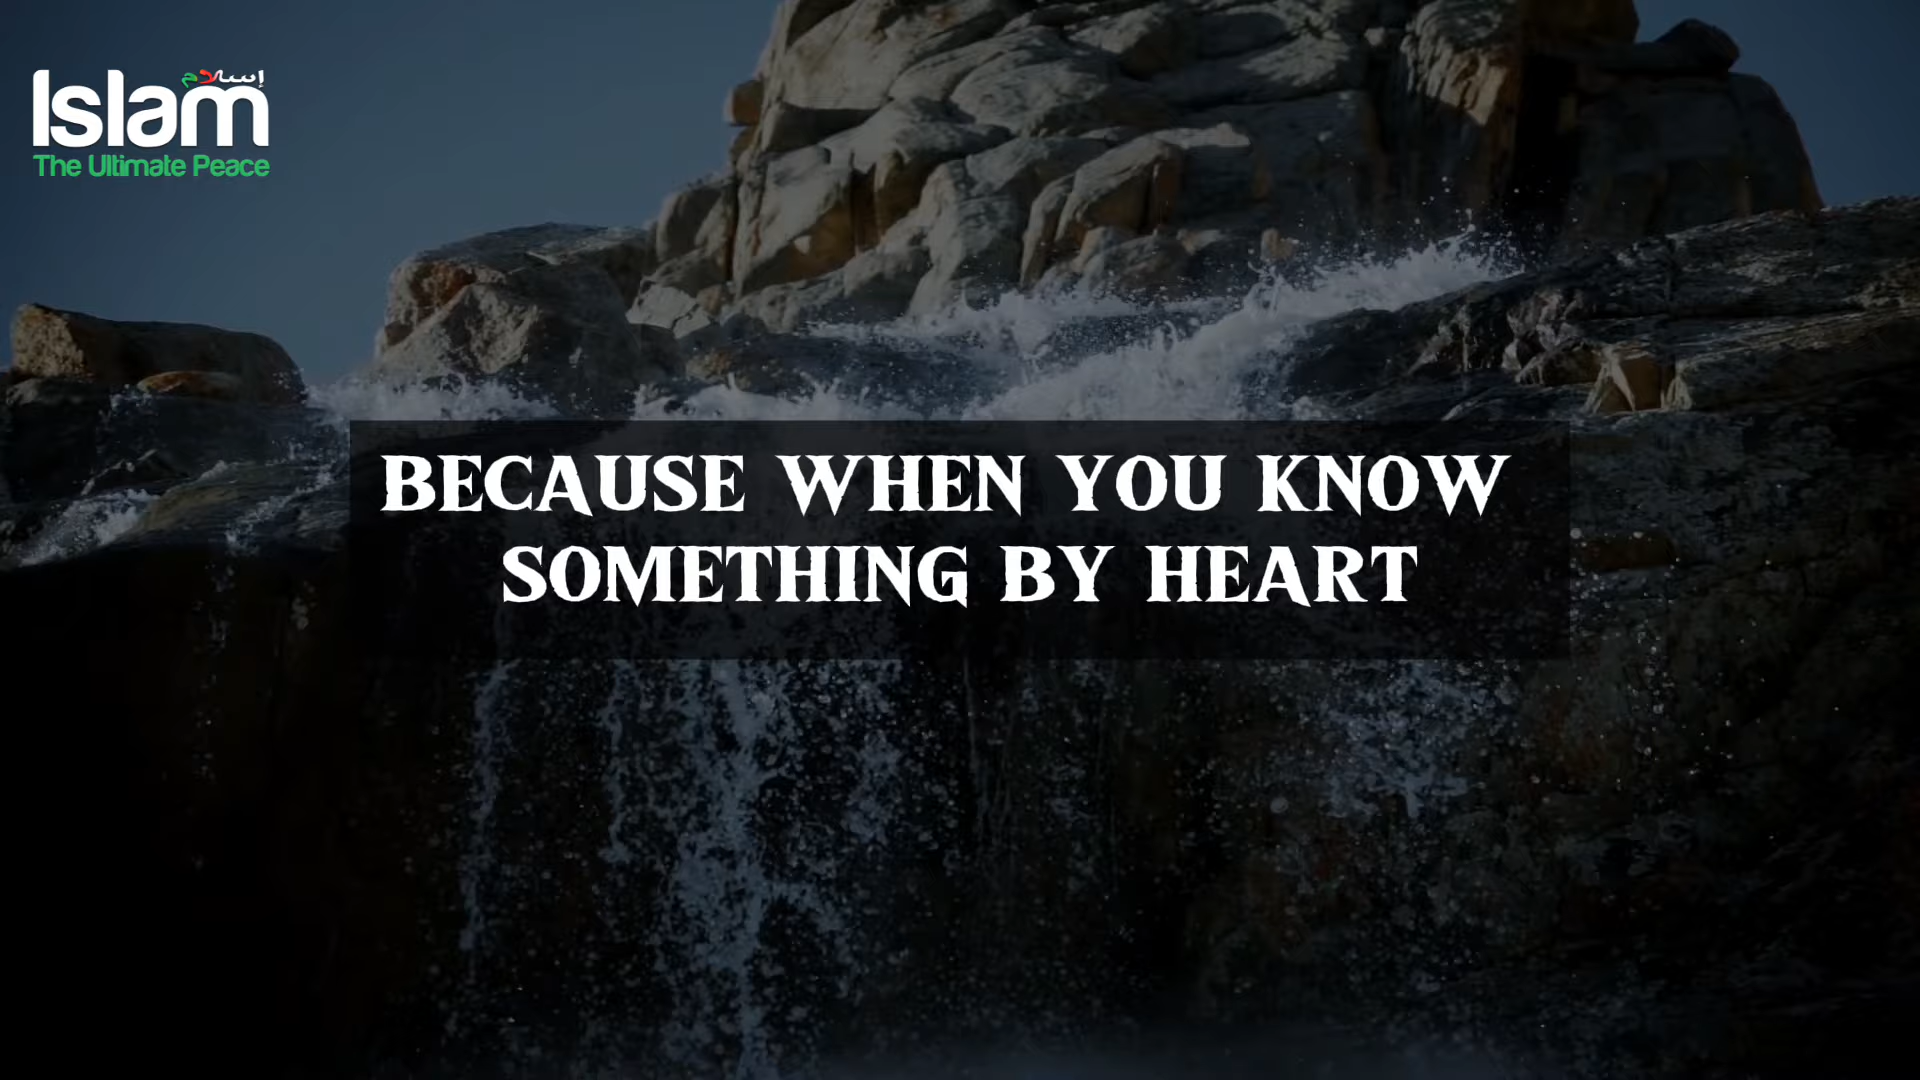 إسلام
Islam
The Ultimate Peace
BECAUSE WHEN YOU KNOW
SOMETHING BY HEART